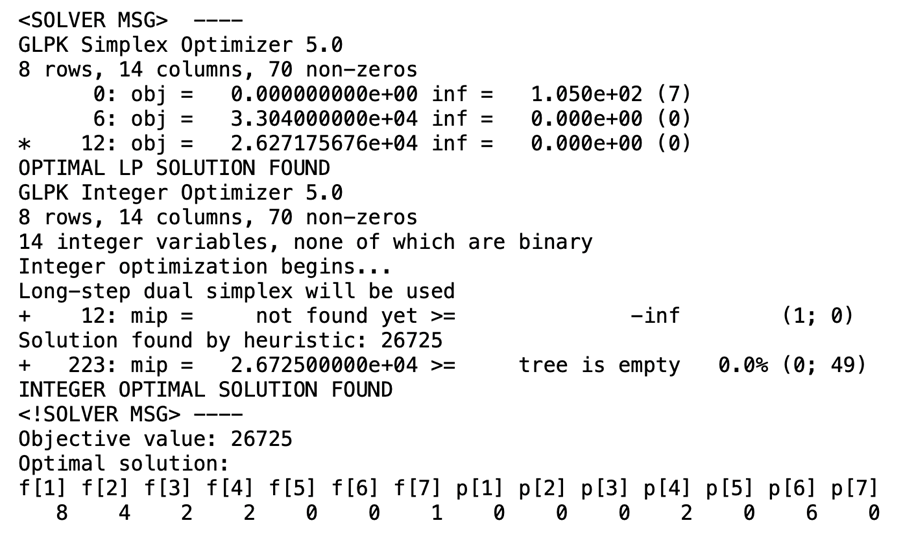 <SOLVER MSG>  ----
GLPK Simplex Optimizer 5.0
8 rows, 14 columns, 70 non-zeros
      0: obj =   0.000000000e+00 inf =   1.050e+02 (7)
      6: obj =   3.304000000e+04 inf =   0.000e+00 (0)
*    12: obj =   2.627175676e+04 inf =   0.000e+00 (0)
OPTIMAL LP SOLUTION FOUND
GLPK Integer Optimizer 5.0
8 rows, 14 columns, 70 non-zeros
14 integer variables, none of which are binary
Integer optimization begins...
Long-step dual simplex will be used
+    12: mip =     not found yet >=              -inf        (1; 0)
Solution found by heuristic: 26725
+   223: mip =   2.672500000e+04 >=     tree is empty   0.0% (0; 49)
INTEGER OPTIMAL SOLUTION FOUND
<!SOLVER MSG> ----
Objective value: 26725
Optimal solution:
f[1] f[2] f[3] f[4] f[5] f[6] f[7] p[1] p[2] p[3] p[4] p[5] p[6] p[7]
   8    4    2    2    0    0    1    0    0    0    2    0    6    0